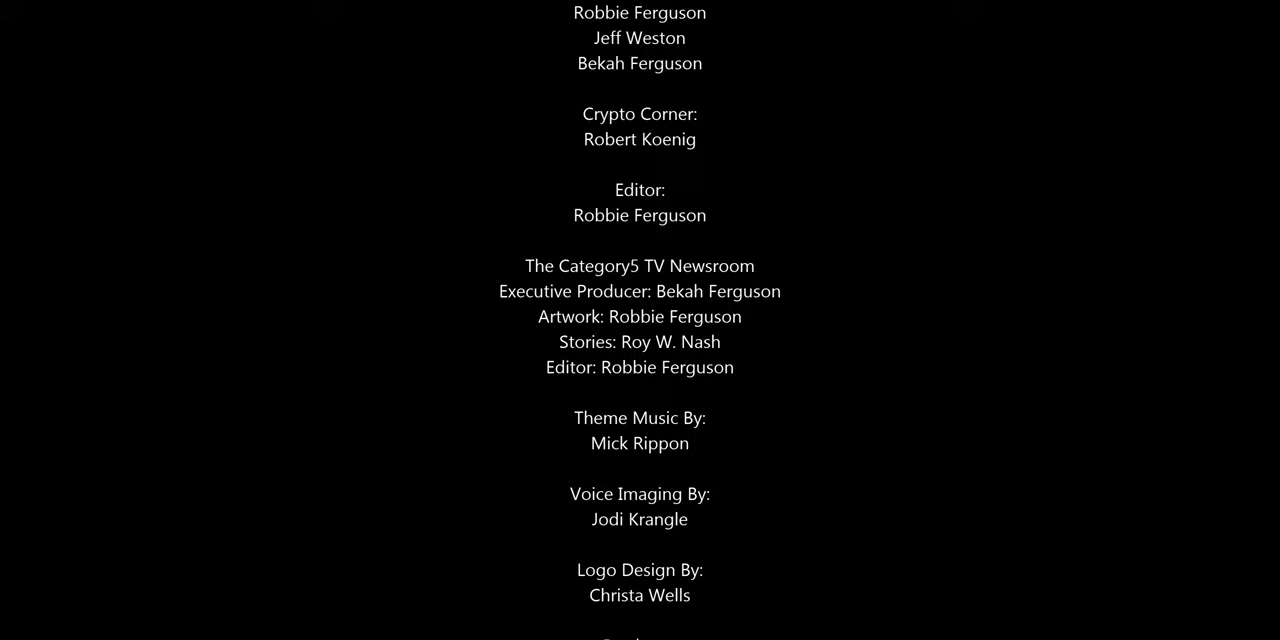 Robbie Ferguson
Jeff Weston
Bekah Ferguson
Crypto Corner:
Robert Koenig
Editor:
Robbie Ferguson
The Category5 TV Newsroom
Executive Producer: Bekah Ferguson
Artwork: Robbie Ferguson
Stories: Roy W. Nash
Editor: Robbie Ferguson
Theme Music By:
Mick Rippon
Voice Imaging By:
Jodi Krangle
Logo Design By:
Christa Wells